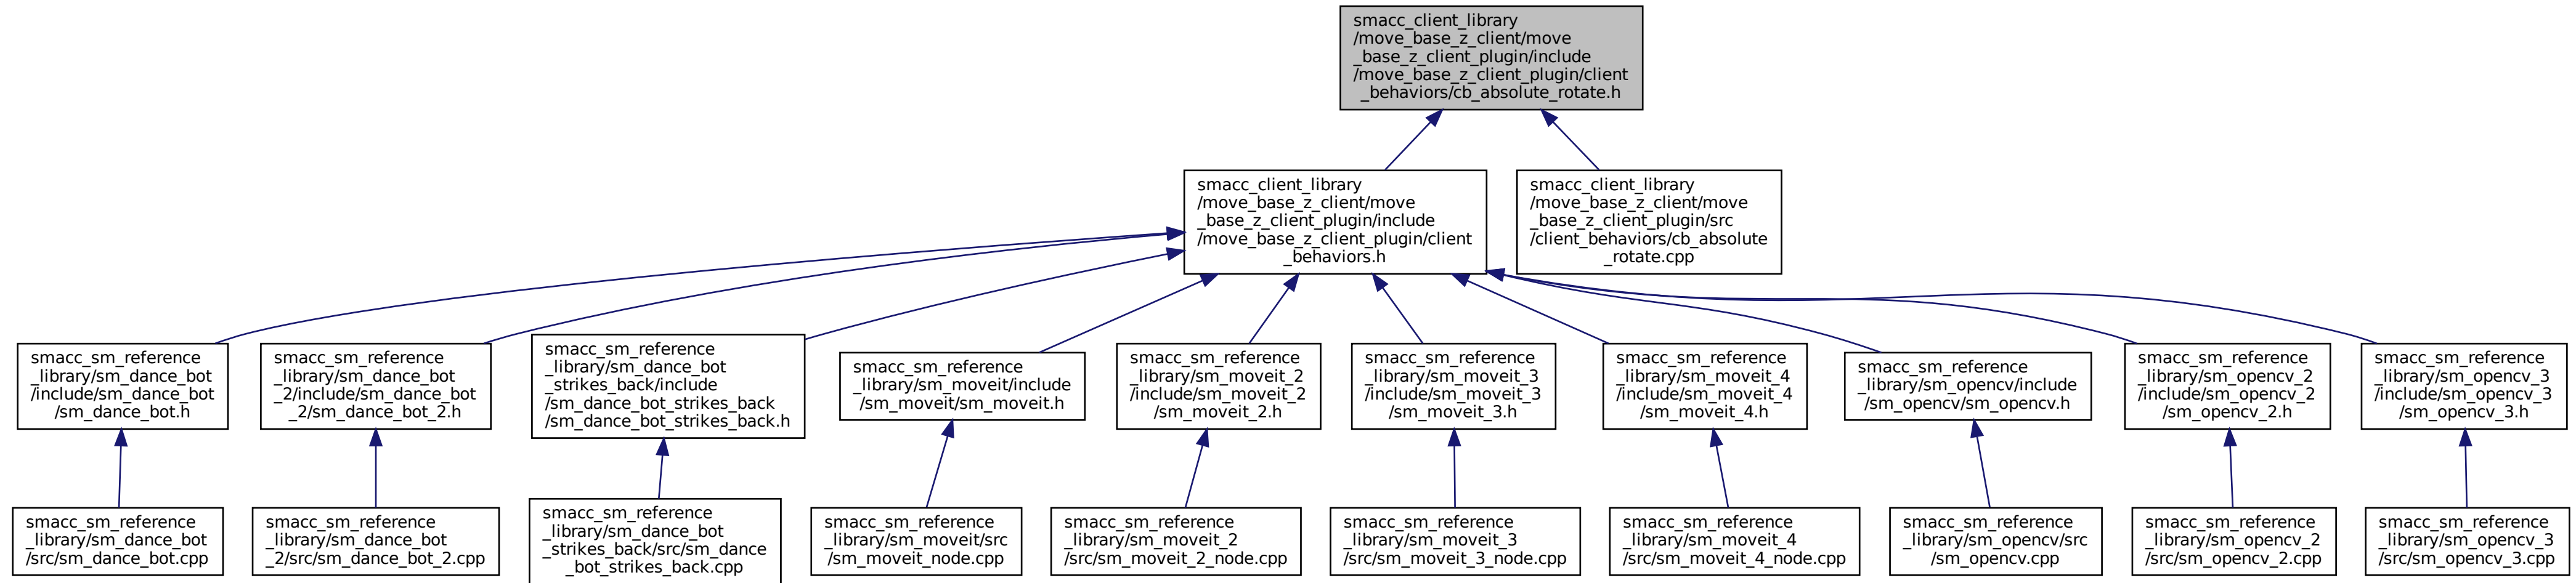 smacc_client_library
/move_base_z_client/move
_base_z_client_plugin/include
/move_base_z_client_plugin/client
_behaviors/cb_absolute_rotate.h
smacc_client_library
/move_base_z_client/move
_base_z_client_plugin/include
/move_base_z_client_plugin/client
_behaviors.h
smacc_client_library
/move_base_z_client/move
_base_z_client_plugin/src
/client_behaviors/cb_absolute
_rotate.cpp
smacc_sm_reference
_library/sm_dance_bot
/include/sm_dance_bot
/sm_dance_bot.h
smacc_sm_reference
_library/sm_dance_bot
_2/include/sm_dance_bot
_2/sm_dance_bot_2.h
smacc_sm_reference
_library/sm_dance_bot
_strikes_back/include
/sm_dance_bot_strikes_back
/sm_dance_bot_strikes_back.h
smacc_sm_reference
_library/sm_moveit/include
/sm_moveit/sm_moveit.h
smacc_sm_reference
_library/sm_moveit_2
/include/sm_moveit_2
/sm_moveit_2.h
smacc_sm_reference
_library/sm_moveit_3
/include/sm_moveit_3
/sm_moveit_3.h
smacc_sm_reference
_library/sm_moveit_4
/include/sm_moveit_4
/sm_moveit_4.h
smacc_sm_reference
_library/sm_opencv/include
/sm_opencv/sm_opencv.h
smacc_sm_reference
_library/sm_opencv_2
/include/sm_opencv_2
/sm_opencv_2.h
smacc_sm_reference
_library/sm_opencv_3
/include/sm_opencv_3
/sm_opencv_3.h
smacc_sm_reference
_library/sm_dance_bot
/src/sm_dance_bot.cpp
smacc_sm_reference
_library/sm_dance_bot
_2/src/sm_dance_bot_2.cpp
smacc_sm_reference
_library/sm_dance_bot
_strikes_back/src/sm_dance
_bot_strikes_back.cpp
smacc_sm_reference
_library/sm_moveit/src
/sm_moveit_node.cpp
smacc_sm_reference
_library/sm_moveit_2
/src/sm_moveit_2_node.cpp
smacc_sm_reference
_library/sm_moveit_3
/src/sm_moveit_3_node.cpp
smacc_sm_reference
_library/sm_moveit_4
/src/sm_moveit_4_node.cpp
smacc_sm_reference
_library/sm_opencv/src
/sm_opencv.cpp
smacc_sm_reference
_library/sm_opencv_2
/src/sm_opencv_2.cpp
smacc_sm_reference
_library/sm_opencv_3
/src/sm_opencv_3.cpp